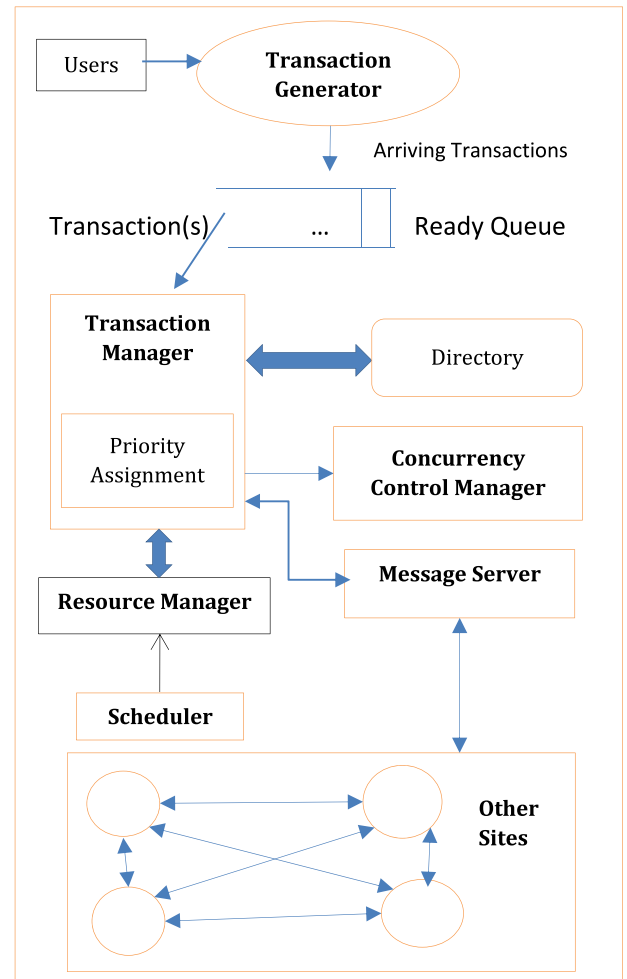 Users
Transaction
Generator
Arriving Transactions
Transaction(s)
...
Ready Queue
Transaction
Manager
Directory
Priority
Assignment
Concurrency
Control Manager
Message Server
Resource Manager
Scheduler
Other
Sites